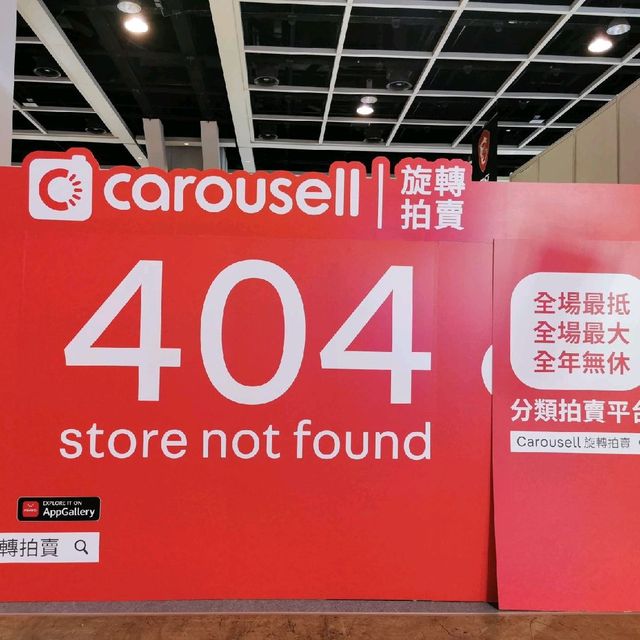 carousell
旋轉
拍賣
404
store not found
EXPLORE IT ON
AppGallery
轉拍賣
全場最抵
全場最大
全年無休
分類拍賣平台
Carousell 旋轉拍賣